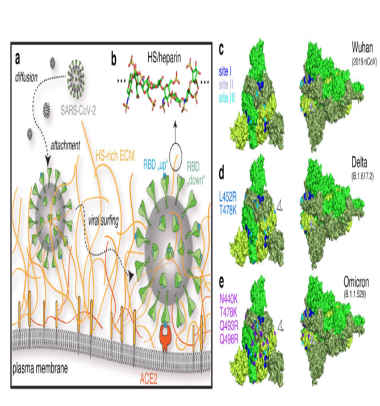 a
diffusion
SARS-CoV-2
attachment
HS-rich ECM
viral surfing
plasma membrane
b
HS/heparin
RBD „up"
RBD
„down"
ACE2
c
site I
site II
site III
Wuhan
(2019 nCoV)
d
L452R
T478K
Delta
(B.1.617.2)
e
N440K
T478K
Q493R
Q498R
Omicron
(B.1.1.529)